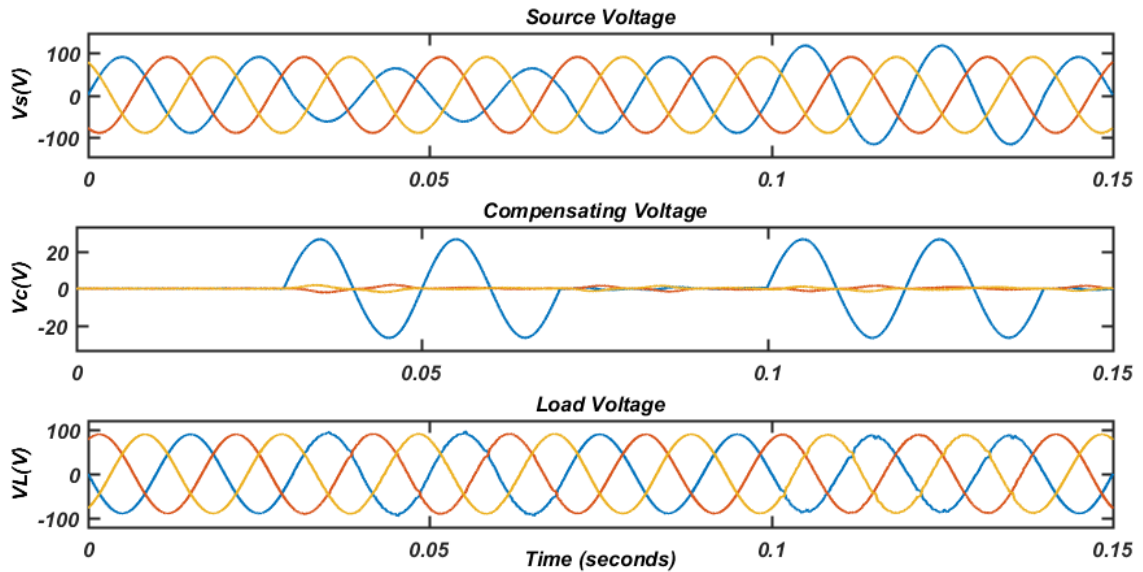 Source Voltage
Vs(V)
100
0
-100
0 0.05 0.1 0.15
Compensating Voltage
Vc(V)
20
0
-20
0 0.05 0.1 0.15
Load Voltage
VL(V)
100
0
-100
0 0.05 0.1 0.15
Time (seconds)